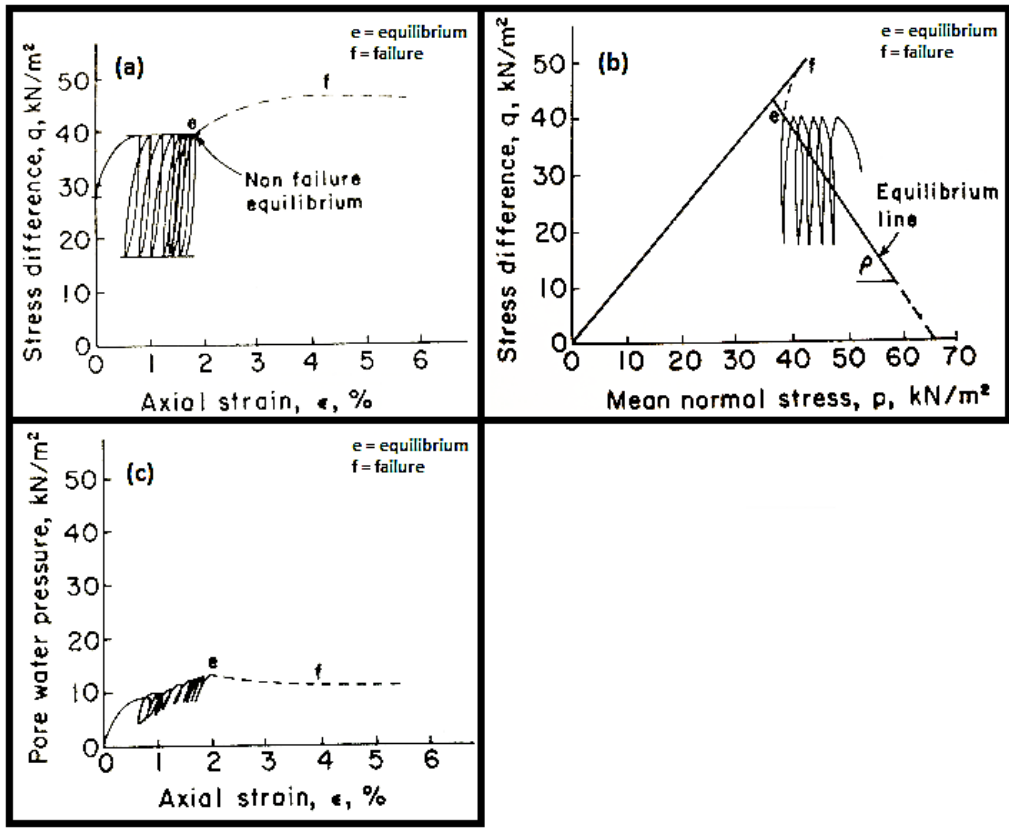 e = equilibrium
f = failure
(a)
Stress difference, q, kN/m²
50
40
30
20
10
0
e
f
Non failure
equilibrium
0 1 2 3 4 5 6
Axial strain, ϵ, %
e = equilibrium
f = failure
(b)
Stress difference, q, kN/m²
50
40
30
20
10
0
f
e
Equilibrium
line
ρ
0 10 20 30 40 50 60 70
Mean normal stress, p, kN/m²
e = equilibrium
f = failure
(c)
Pore water pressure, kN/m²
50
40
30
20
10
0
e
f
0 1 2 3 4 5 6
Axial strain, ϵ, %